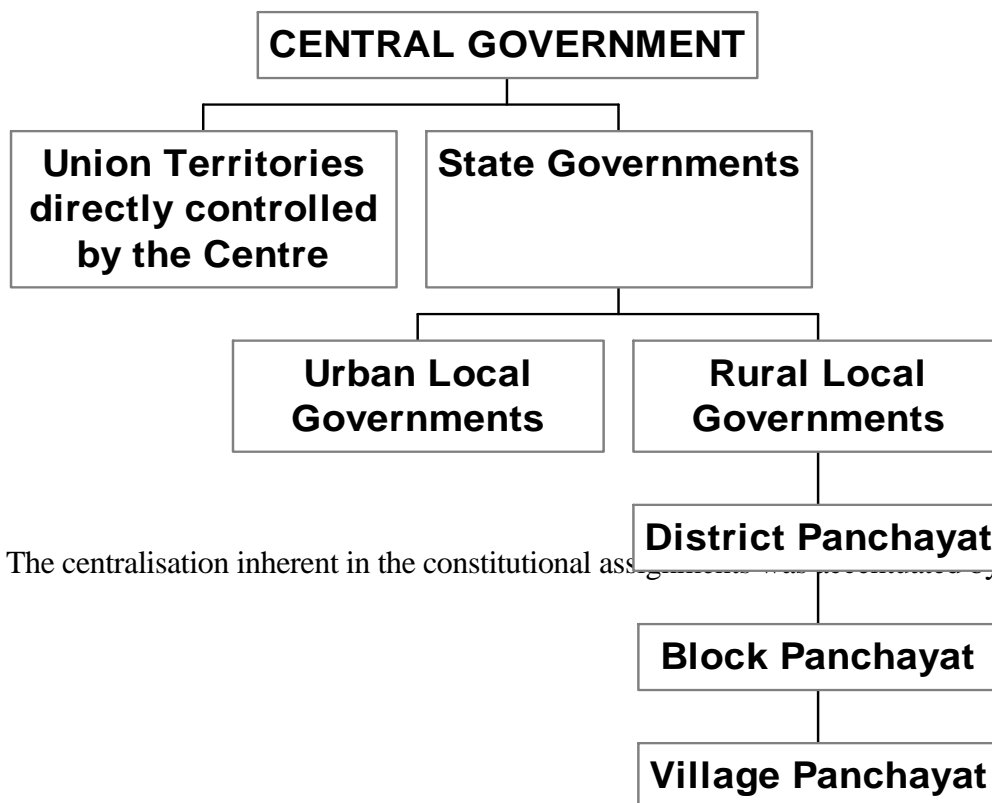 CENTRAL GOVERNMENT
Union Territories
directly controlled
by the Centre
State Governments
Urban Local
Governments
Rural Local
Governments
District Panchayat
The centralisation inherent in the constitutional
Block Panchayat
Village Panchayat